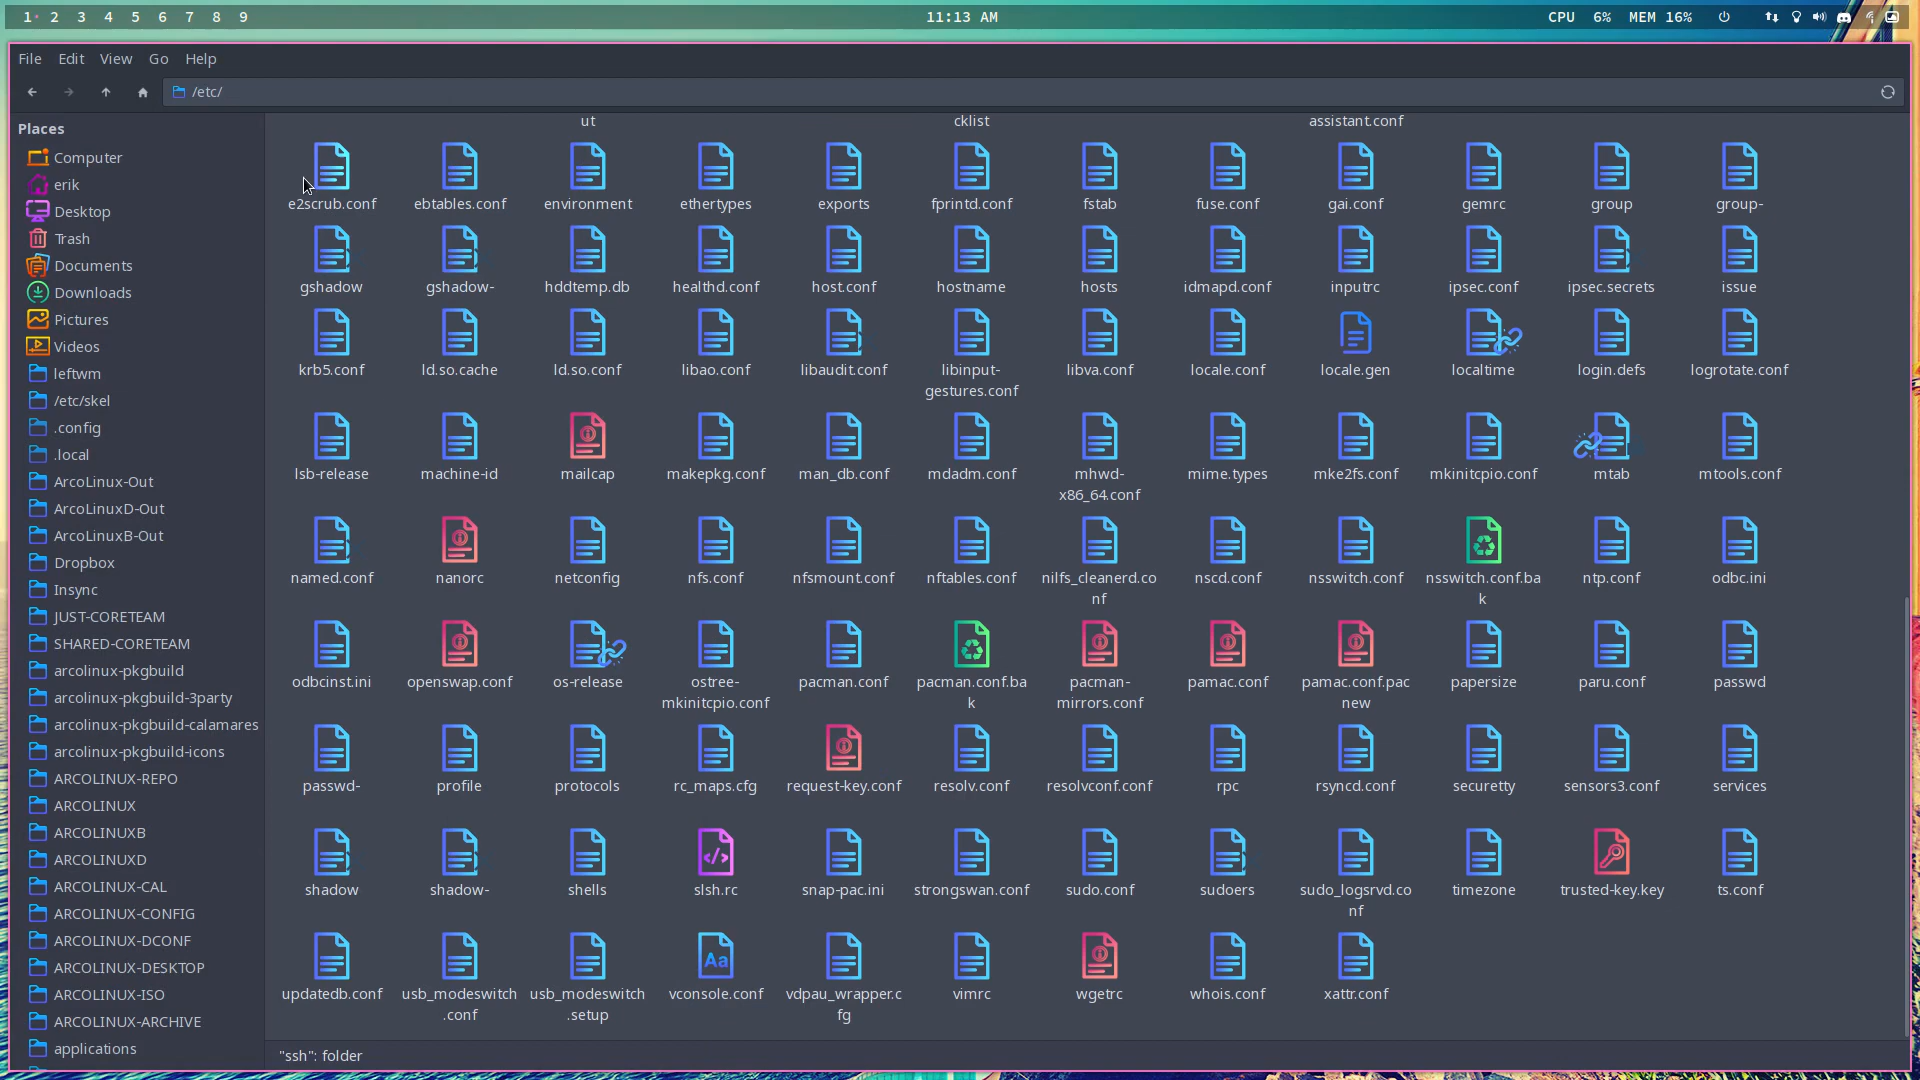 1 2 3 4 5 6 7 8 9 11:13 AM CPU 6% MEM 16%
File Edit View Go Help
/etc/
Places
Computer
erik
Desktop
Trash
Documents
Downloads
Pictures
Videos
leftwm
/etc/skel
.config
.local
ArcoLinux-Out
ArcoLinuxD-Out
ArcoLinuxB-Out
Dropbox
Insync
JUST-CORETEAM
SHARED-CORETEAM
arcolinux-pkgbuild
arcolinux-pkgbuild-3party
arcolinux-pkgbuild-calamares
arcolinux-pkgbuild-icons
ARCOLINUX-REPO
ARCOLINUX
ARCOLINUXB
ARCOLINUXD
ARCOLINUX-CAL
ARCOLINUX-CONFIG
ARCOLINUX-DCONF
ARCOLINUX-DESKTOP
ARCOLINUX-ISO
ARCOLINUX-ARCHIVE
applications
ut cklist assistant.conf
e2scrub.conf ebtables.conf environment ethertypes exports fprintd.conf fstab fuse.conf gai.conf gemrc group group-
gshadow gshadow- hddtemp.db healthd.conf host.conf hostname hosts idmapd.conf inputrc ipsec.conf ipsec.secrets issue
krb5.conf ld.so.cache ld.so.conf libao.conf libaudit.conf libinput- libva.conf locale.conf locale.gen localtime login.defs logrotate.conf
gestures.conf
lsb-release machine-id mailcap makepkg.conf man_db.conf mdadm.conf mhwd- mime.types mke2fs.conf mkinitcpio.conf mtab mtools.conf
x86_64.conf
named.conf nanorc netconfig nfs.conf nfsmount.conf nftables.conf nilfs_cleanerd.co nscd.conf nsswitch.conf nsswitch.conf.ba ntp.conf odbc.ini
nf k
odbcinst.ini openswap.conf os-release ostree- pacman.conf pacman.conf.ba pacman- pamac.conf pamac.conf.pac papersize paru.conf passwd
mkinitcpio.conf k mirrors.conf new
passwd- profile protocols rc_maps.cfg request-key.conf resolv.conf resolvconf.conf rpc rsyncd.conf securetty sensors3.conf services
shadow shadow- shells slsh.rc snap-pac.ini strongswan.conf sudo.conf sudoers sudo_logsrvd.co timezone trusted-key.key ts.conf
nf
Aa
updatedb.conf usb_modeswitch usb_modeswitch vconsole.conf vdpau_wrapper.c vimrc wgetrc whois.conf xattr.conf
.conf .setup fg
"ssh": folder